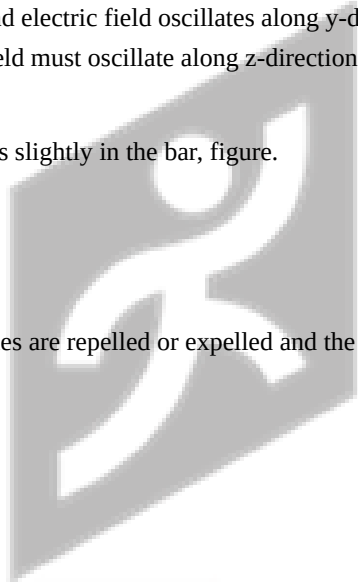 d electric field oscillates along y-d
eld must oscillate along z-direction
s slightly in the bar, figure.
es are repelled or expelled and the